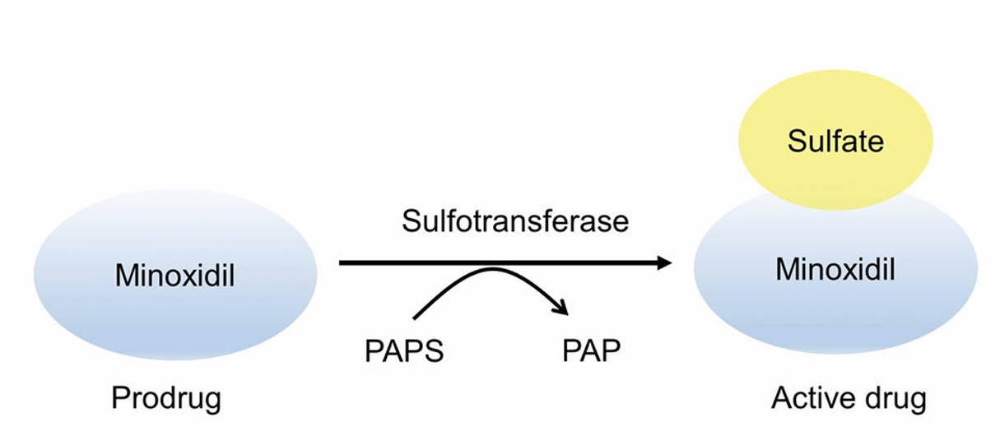 Sulfate
Sulfotransferase
Minoxidil
Minoxidil
PAPS
PAP
Prodrug
Active drug